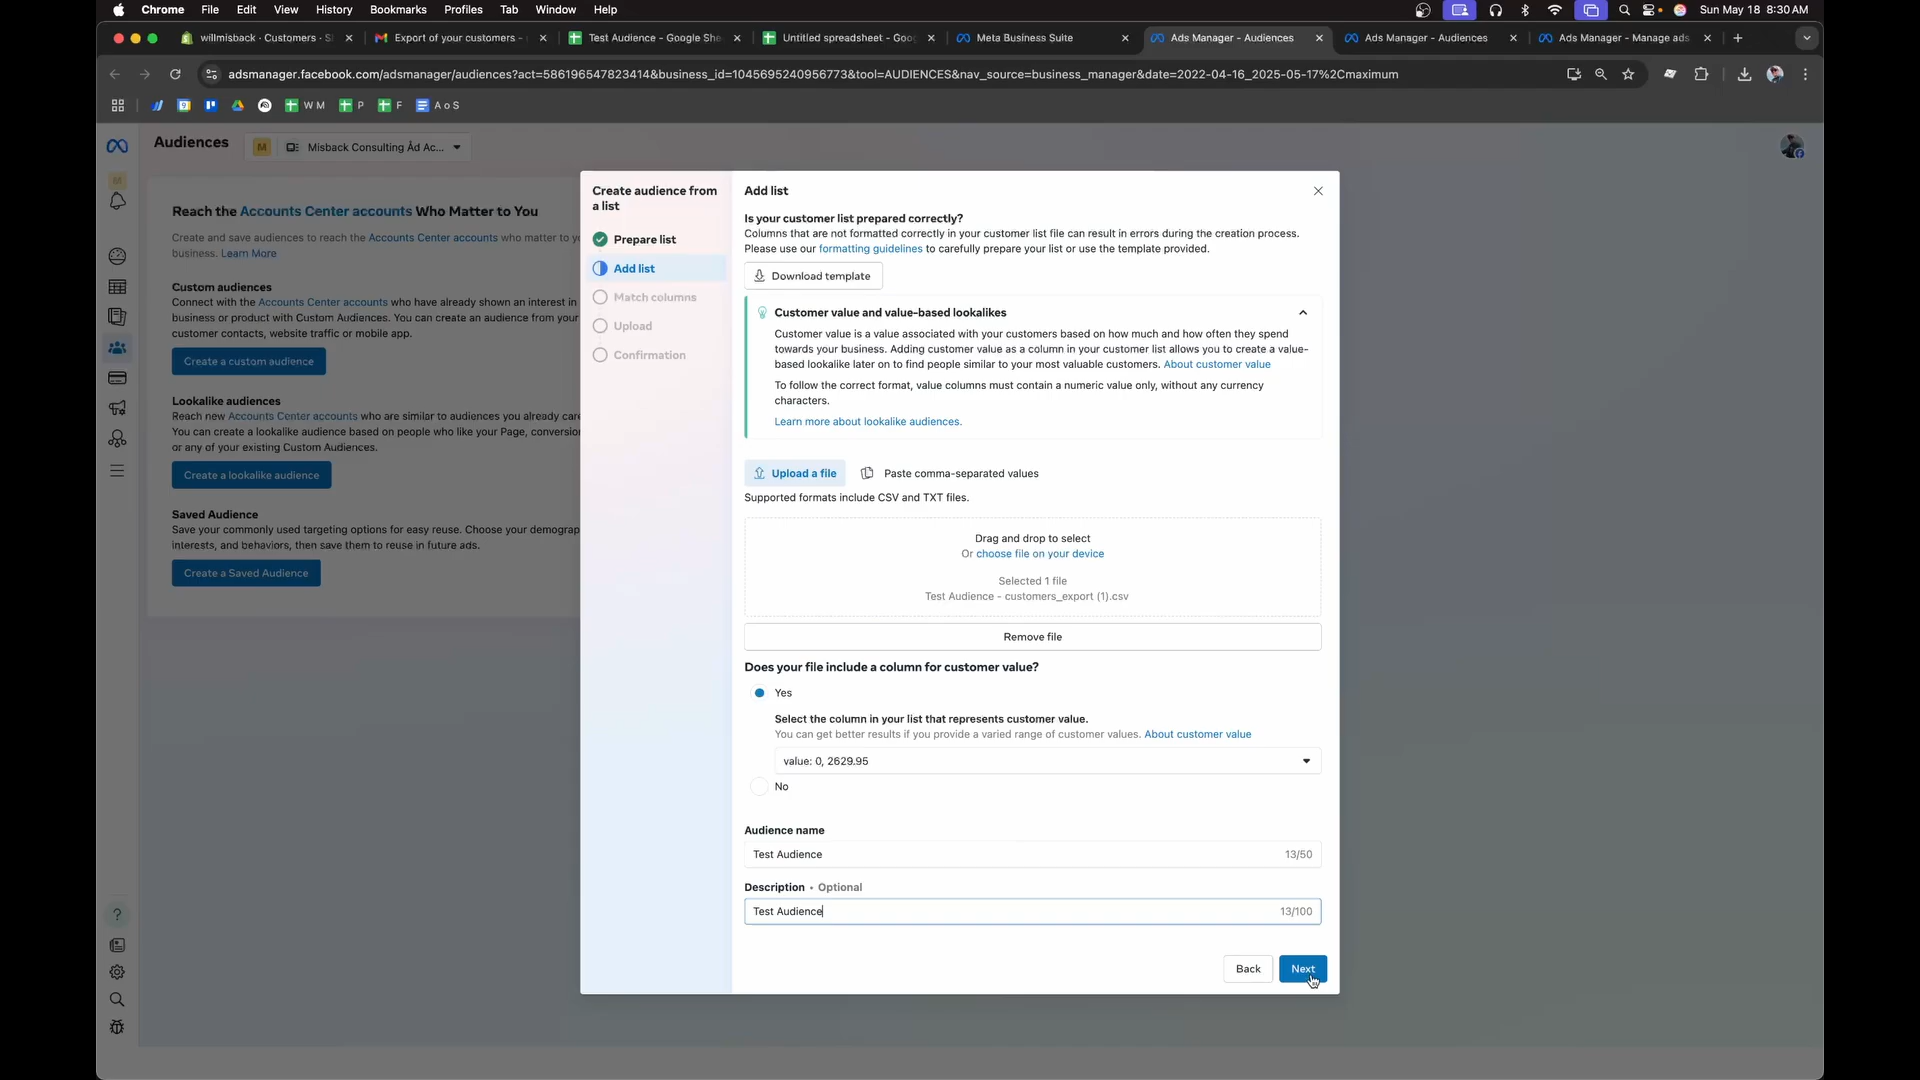 Chrome File Edit View History Bookmarks Profiles Tab Window Help Sun May 18 8:30 AM
willmisback · Customers · S
Export of your customers -
Test Audience - Google She
Untitled spreadsheet - Goo
Meta Business Suite
Ads Manager - Audiences
Ads Manager - Audiences
Ads Manager - Manage ads
adsmanager.facebook.com/adsmanager/audiences?act=586196547823414&business_id=1045695240956773&tool=AUDIENCES&nav_source=business_manager&date=2022-04-16_2025-05-17%2Cmaximum
W M P F A o S
Audiences
M Misback Consulting Ad Ac...
M
Reach the Accounts Center accounts Who Matter to You
Create and save audiences to reach the Accounts Center accounts who matter to yo
business. Learn More
Custom audiences
Connect with the Accounts Center accounts who have already shown an interest in
business or product with Custom Audiences. You can create an audience from your
customer contacts, website traffic or mobile app.
Create a custom audience
Lookalike audiences
Reach new Accounts Center accounts who are similar to audiences you already care
You can create a lookalike audience based on people who like your Page, conversion
or any of your existing Custom Audiences.
Create a lookalike audience
Saved Audience
Save your commonly used targeting options for easy reuse. Choose your demograp
interests, and behaviors, then save them to reuse in future ads.
Create a Saved Audience
Create audience from
a list
Prepare list
Add list
Match columns
Upload
Confirmation
Add list
Is your customer list prepared correctly?
Columns that are not formatted correctly in your customer list file can result in errors during the creation process.
Please use our formatting guidelines to carefully prepare your list or use the template provided.
Download template
Customer value and value-based lookalikes
Customer value is a value associated with your customers based on how much and how often they spend
towards your business. Adding customer value as a column in your customer list allows you to create a value-
based lookalike later on to find people similar to your most valuable customers. About customer value
To follow the correct format, value columns must contain a numeric value only, without any currency
characters.
Learn more about lookalike audiences.
Upload a file Paste comma-separated values
Supported formats include CSV and TXT files.
Drag and drop to select
Or choose file on your device
Selected 1 file
Test Audience - customers_export (1).csv
Remove file
Does your file include a column for customer value?
Yes
Select the column in your list that represents customer value.
You can get better results if you provide a varied range of customer values. About customer value
value: 0, 2629.95
No
Audience name
Test Audience 13/50
Description · Optional
Test Audience 13/100
Back Next